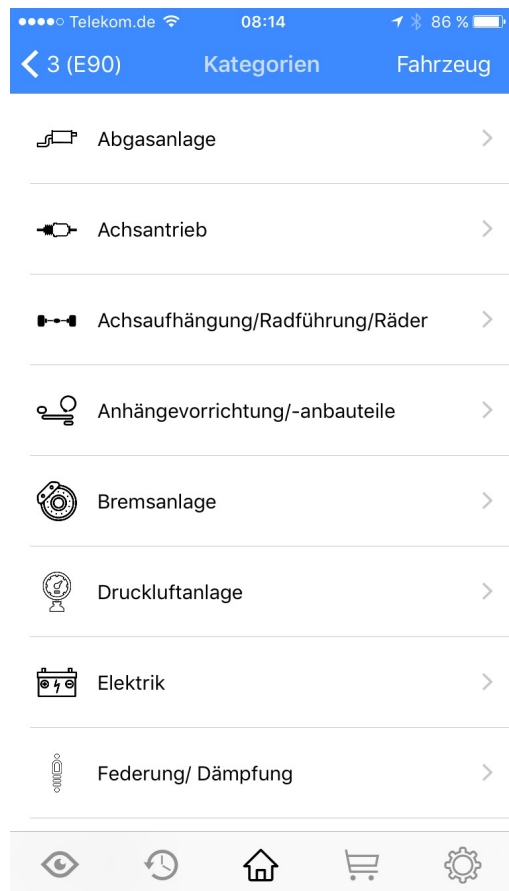 Telekom.de 08:14 86 %
3 (E90) Kategorien Fahrzeug
Abgasanlage
Achsantrieb
Achsaufhängung/Radführung/Räder
Anhängevorrichtung/-anbauteile
Bremsanlage
Druckluftanlage
Elektrik
Federung/ Dämpfung